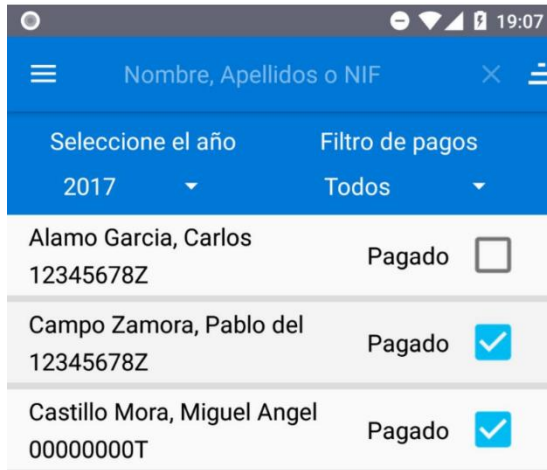 19:07
Nombre, Apellidos o NIF
Seleccione el año Filtro de pagos
2017 Todos
Alamo Garcia, Carlos
12345678Z
Pagado
Campo Zamora, Pablo del
12345678Z
Pagado
Castillo Mora, Miguel Angel
00000000T
Pagado